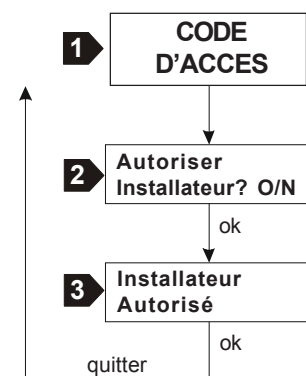 1
CODE
D'ACCES
2
Autoriser
Installateur? O/N
ok
3
Installateur
Autorisé
ok
quitter